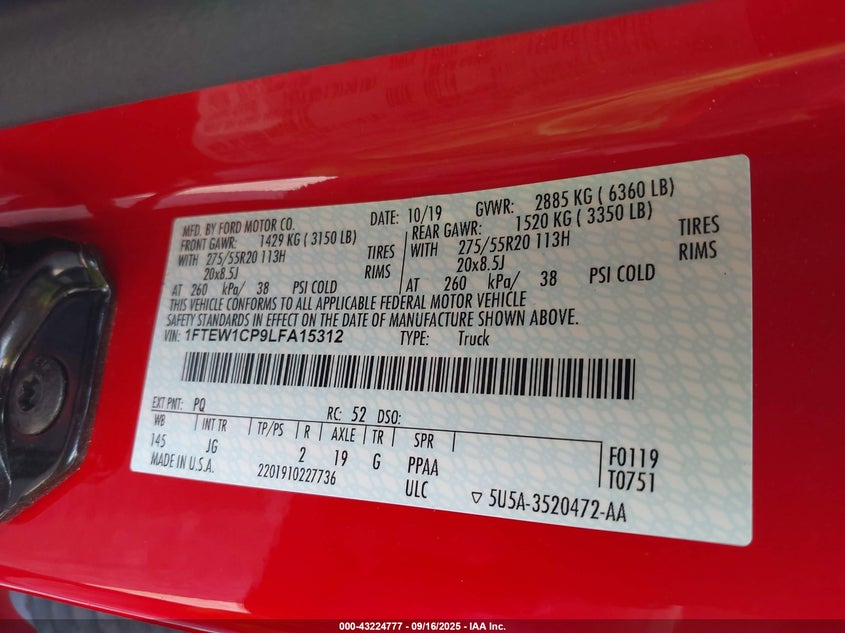 MFD. BY FORD MOTOR CO. DATE: 10/19 GVWR: 2885 KG ( 6360 LB)
FRONT GAWR: 1429 KG ( 3150 LB) REAR GAWR: 1520 KG ( 3350 LB)
WITH 275/55R20 113H TIRES WITH 275/55R20 113H TIRES
20x8.5J RIMS 20x8.5J RIMS
AT 260 kPa/ 38 PSI COLD AT 260 kPa/ 38 PSI COLD
THIS VEHICLE CONFORMS TO ALL APPLICABLE FEDERAL MOTOR VEHICLE
SAFETY STANDARDS IN EFFECT ON THE DATE OF MANUFACTURE SHOWN ABOVE.
VIN: 1FTEW1CP9LFA15312 TYPE: Truck
EXT PNT: PQ RC: 52 DSO:
WB INT TR TP/PS R AXLE TR SPR
145 JG 2 19 G PPAA F0119
MADE IN U.S.A. 2201910227736 ULC T0751
▽ 5U5A-3520472-AA
000-43224777 - 09/16/2025 - IAA Inc.